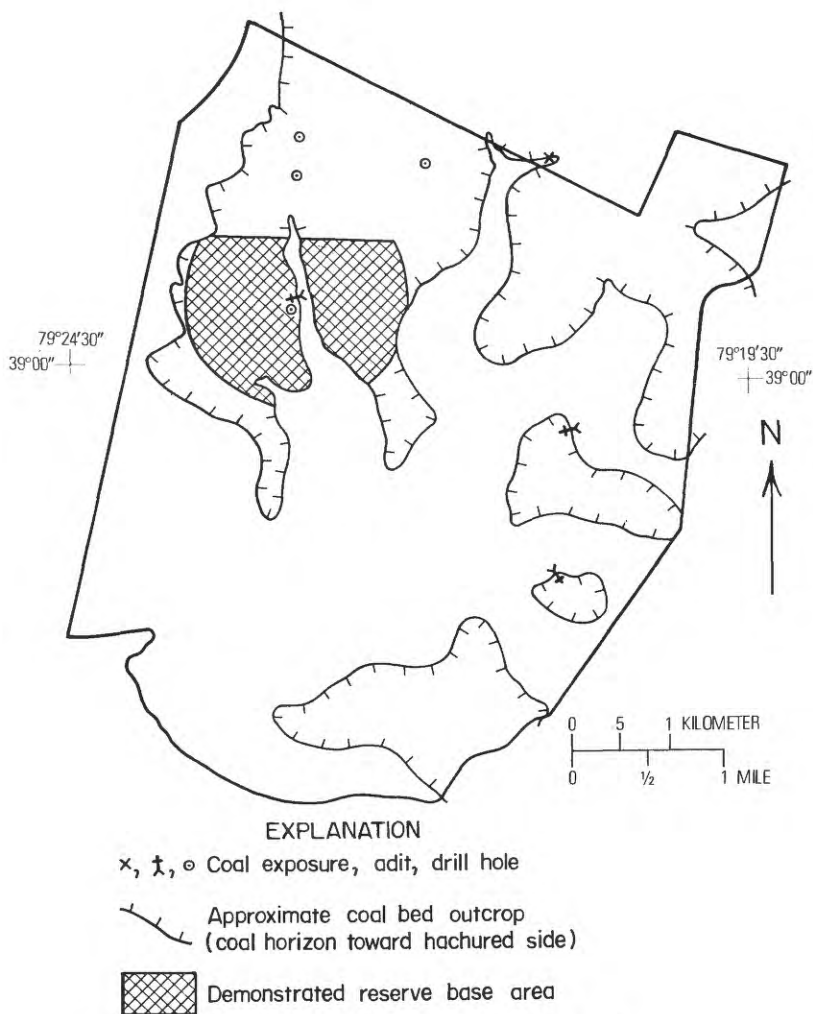 79°24'30"
39°00'
79°19'30"
39°00'
N
0 .5 1 KILOMETER
0 ½ 1 MILE
EXPLANATION
Coal exposure, adit, drill hole
Approximate coal bed outcrop
(coal horizon toward hachured side)
Demonstrated reserve base area